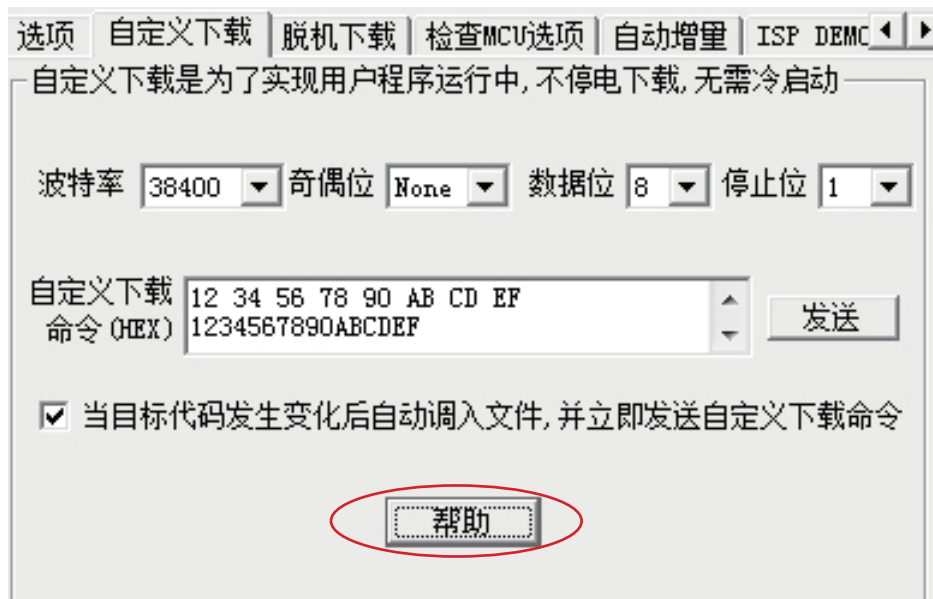 选项 自定义下载 脱机下载 检查MCU选项 自动增量 ISP DEMO
自定义下载是为了实现用户程序运行中,不停电下载,无需冷启动
波特率 38400 奇偶位 None 数据位 8 停止位 1
自定义下载 12 34 56 78 90 AB CD EF
命令(HEX) 1234567890ABCDEF 发送
当目标代码发生变化后自动调入文件,并立即发送自定义下载命令
帮助